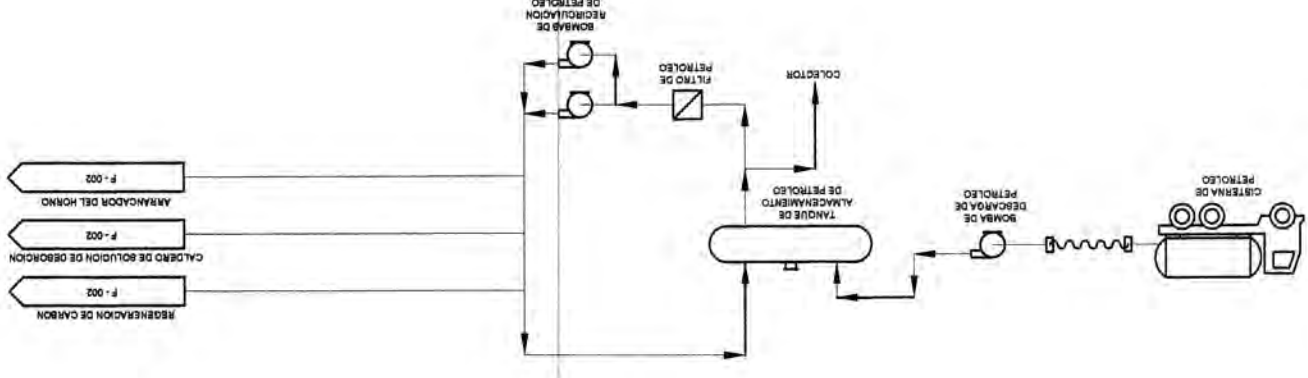 CISTERNA DE
PETROLEO
BOMBA DE
DESCARGA DE
PETROLEO
TANQUE DE
ALMACENAMIENTO
DE PETROLEO
COLECTOR
FILTRO DE
PETROLEO
BOMBAS DE
RECIRCULACION
DE PETROLEO
REGENERACION DE CARBON
F - 002
CALDERO DE SOLUCION DE DESORCION
F - 002
ARRANCADOR DEL HORNO
F - 002